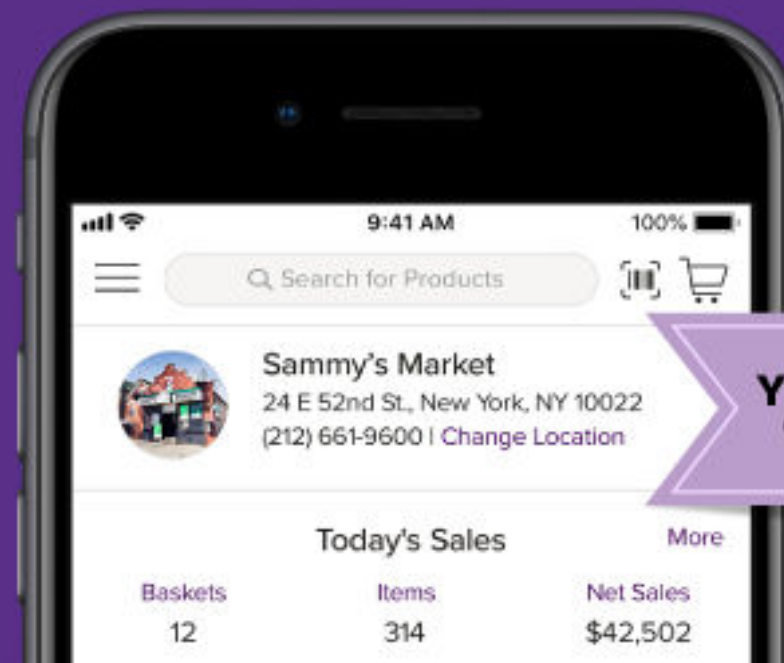 9:41 AM 100%
Search for Products
Sammy's Market
24 E 52nd St., New York, NY 10022
(212) 661-9600 | Change Location
Today's Sales More
Baskets Items Net Sales
12 314 $42,502